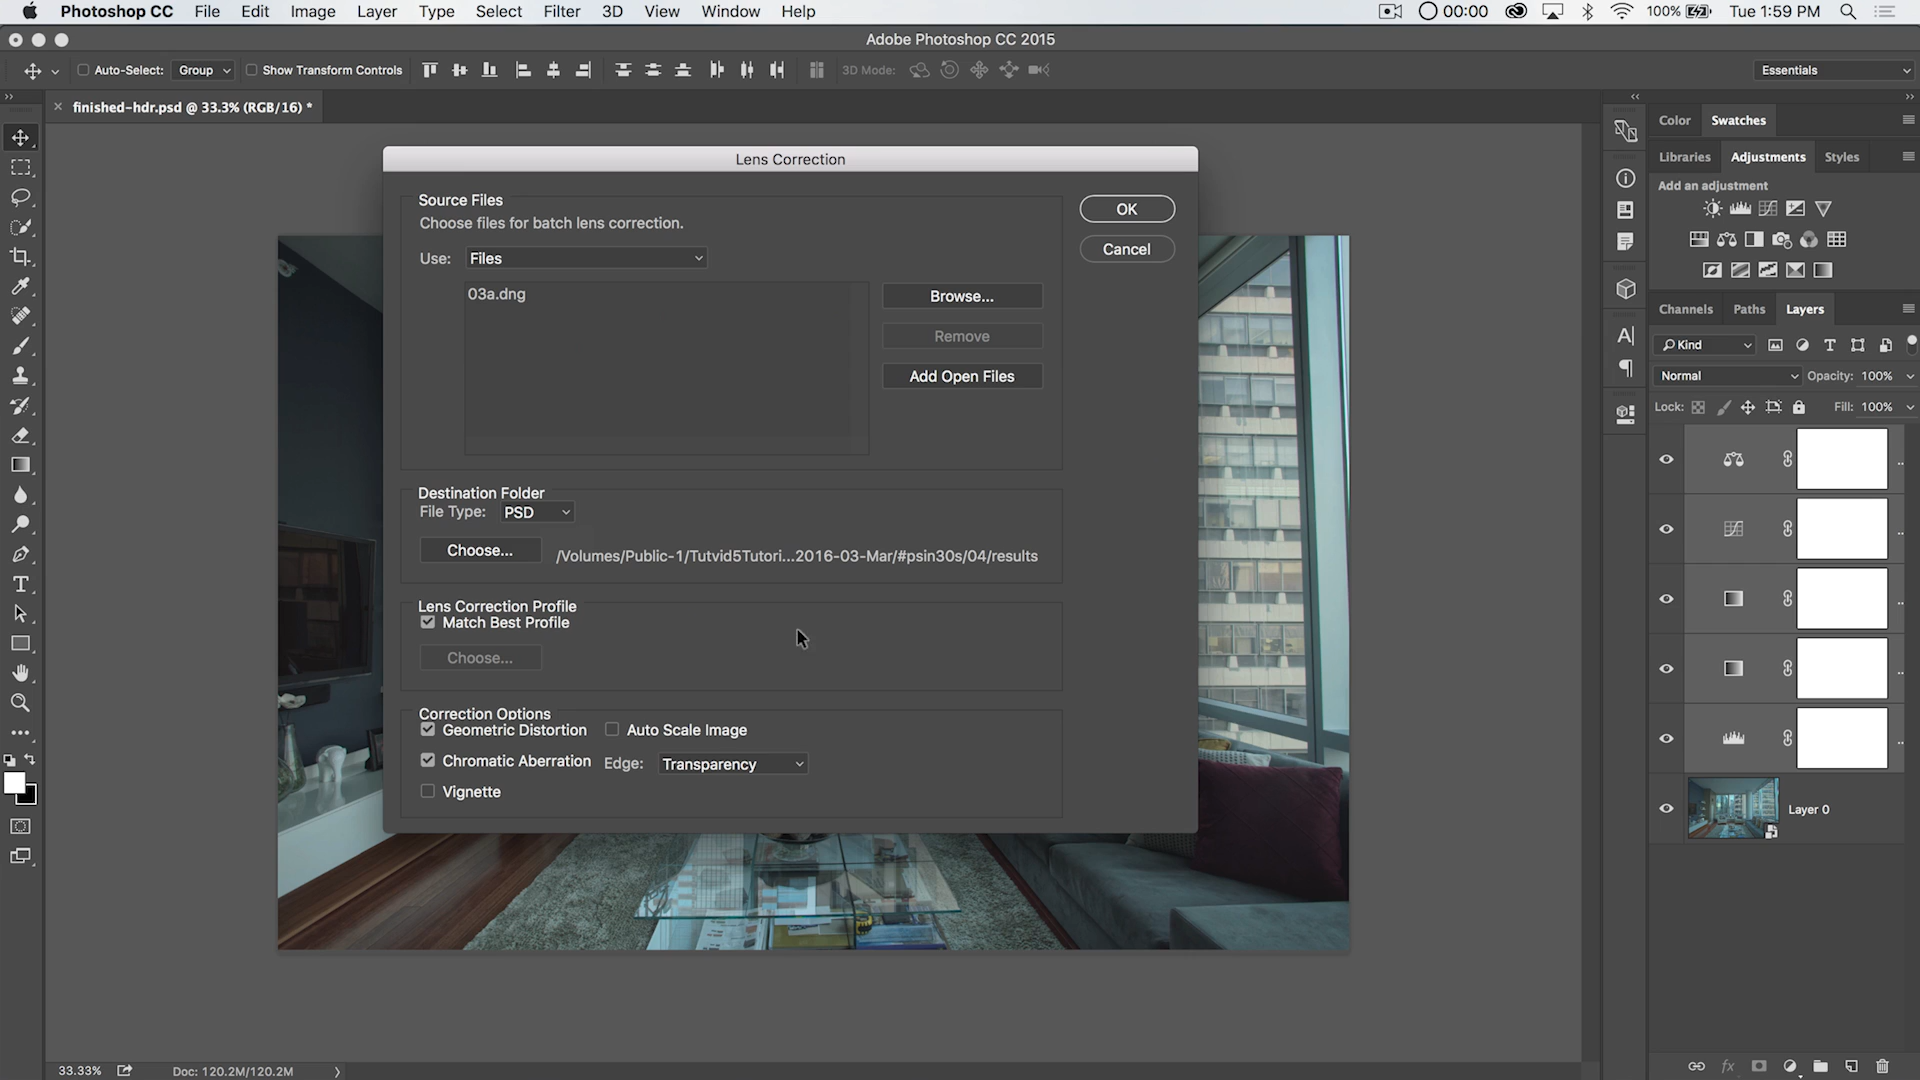 Photoshop CC File Edit Image Layer Type Select Filter 3D View Window Help 00:00 100% Tue 1:59 PM
Adobe Photoshop CC 2015
Auto-Select: Group Show Transform Controls 3D Mode: Essentials
finished-hdr.psd @ 33.3% (RGB/16) *
Color Swatches
Lens Correction
Libraries Adjustments Styles
Add an adjustment
Source Files
Choose files for batch lens correction.
OK
Use: Files
Cancel
03a.dng
Browse...
Remove
Add Open Files
Channels Paths Layers
Kind
Normal Opacity: 100%
Lock: Fill: 100%
Destination Folder
File Type: PSD
Choose... /Volumes/Public-1/Tutvid5Tutori...2016-03-Mar/#psin30s/04/results
Lens Correction Profile
Match Best Profile
Choose...
Correction Options
Geometric Distortion Auto Scale Image
Chromatic Aberration Edge: Transparency
Vignette
Layer 0
33.33% Doc: 120.2M/120.2M